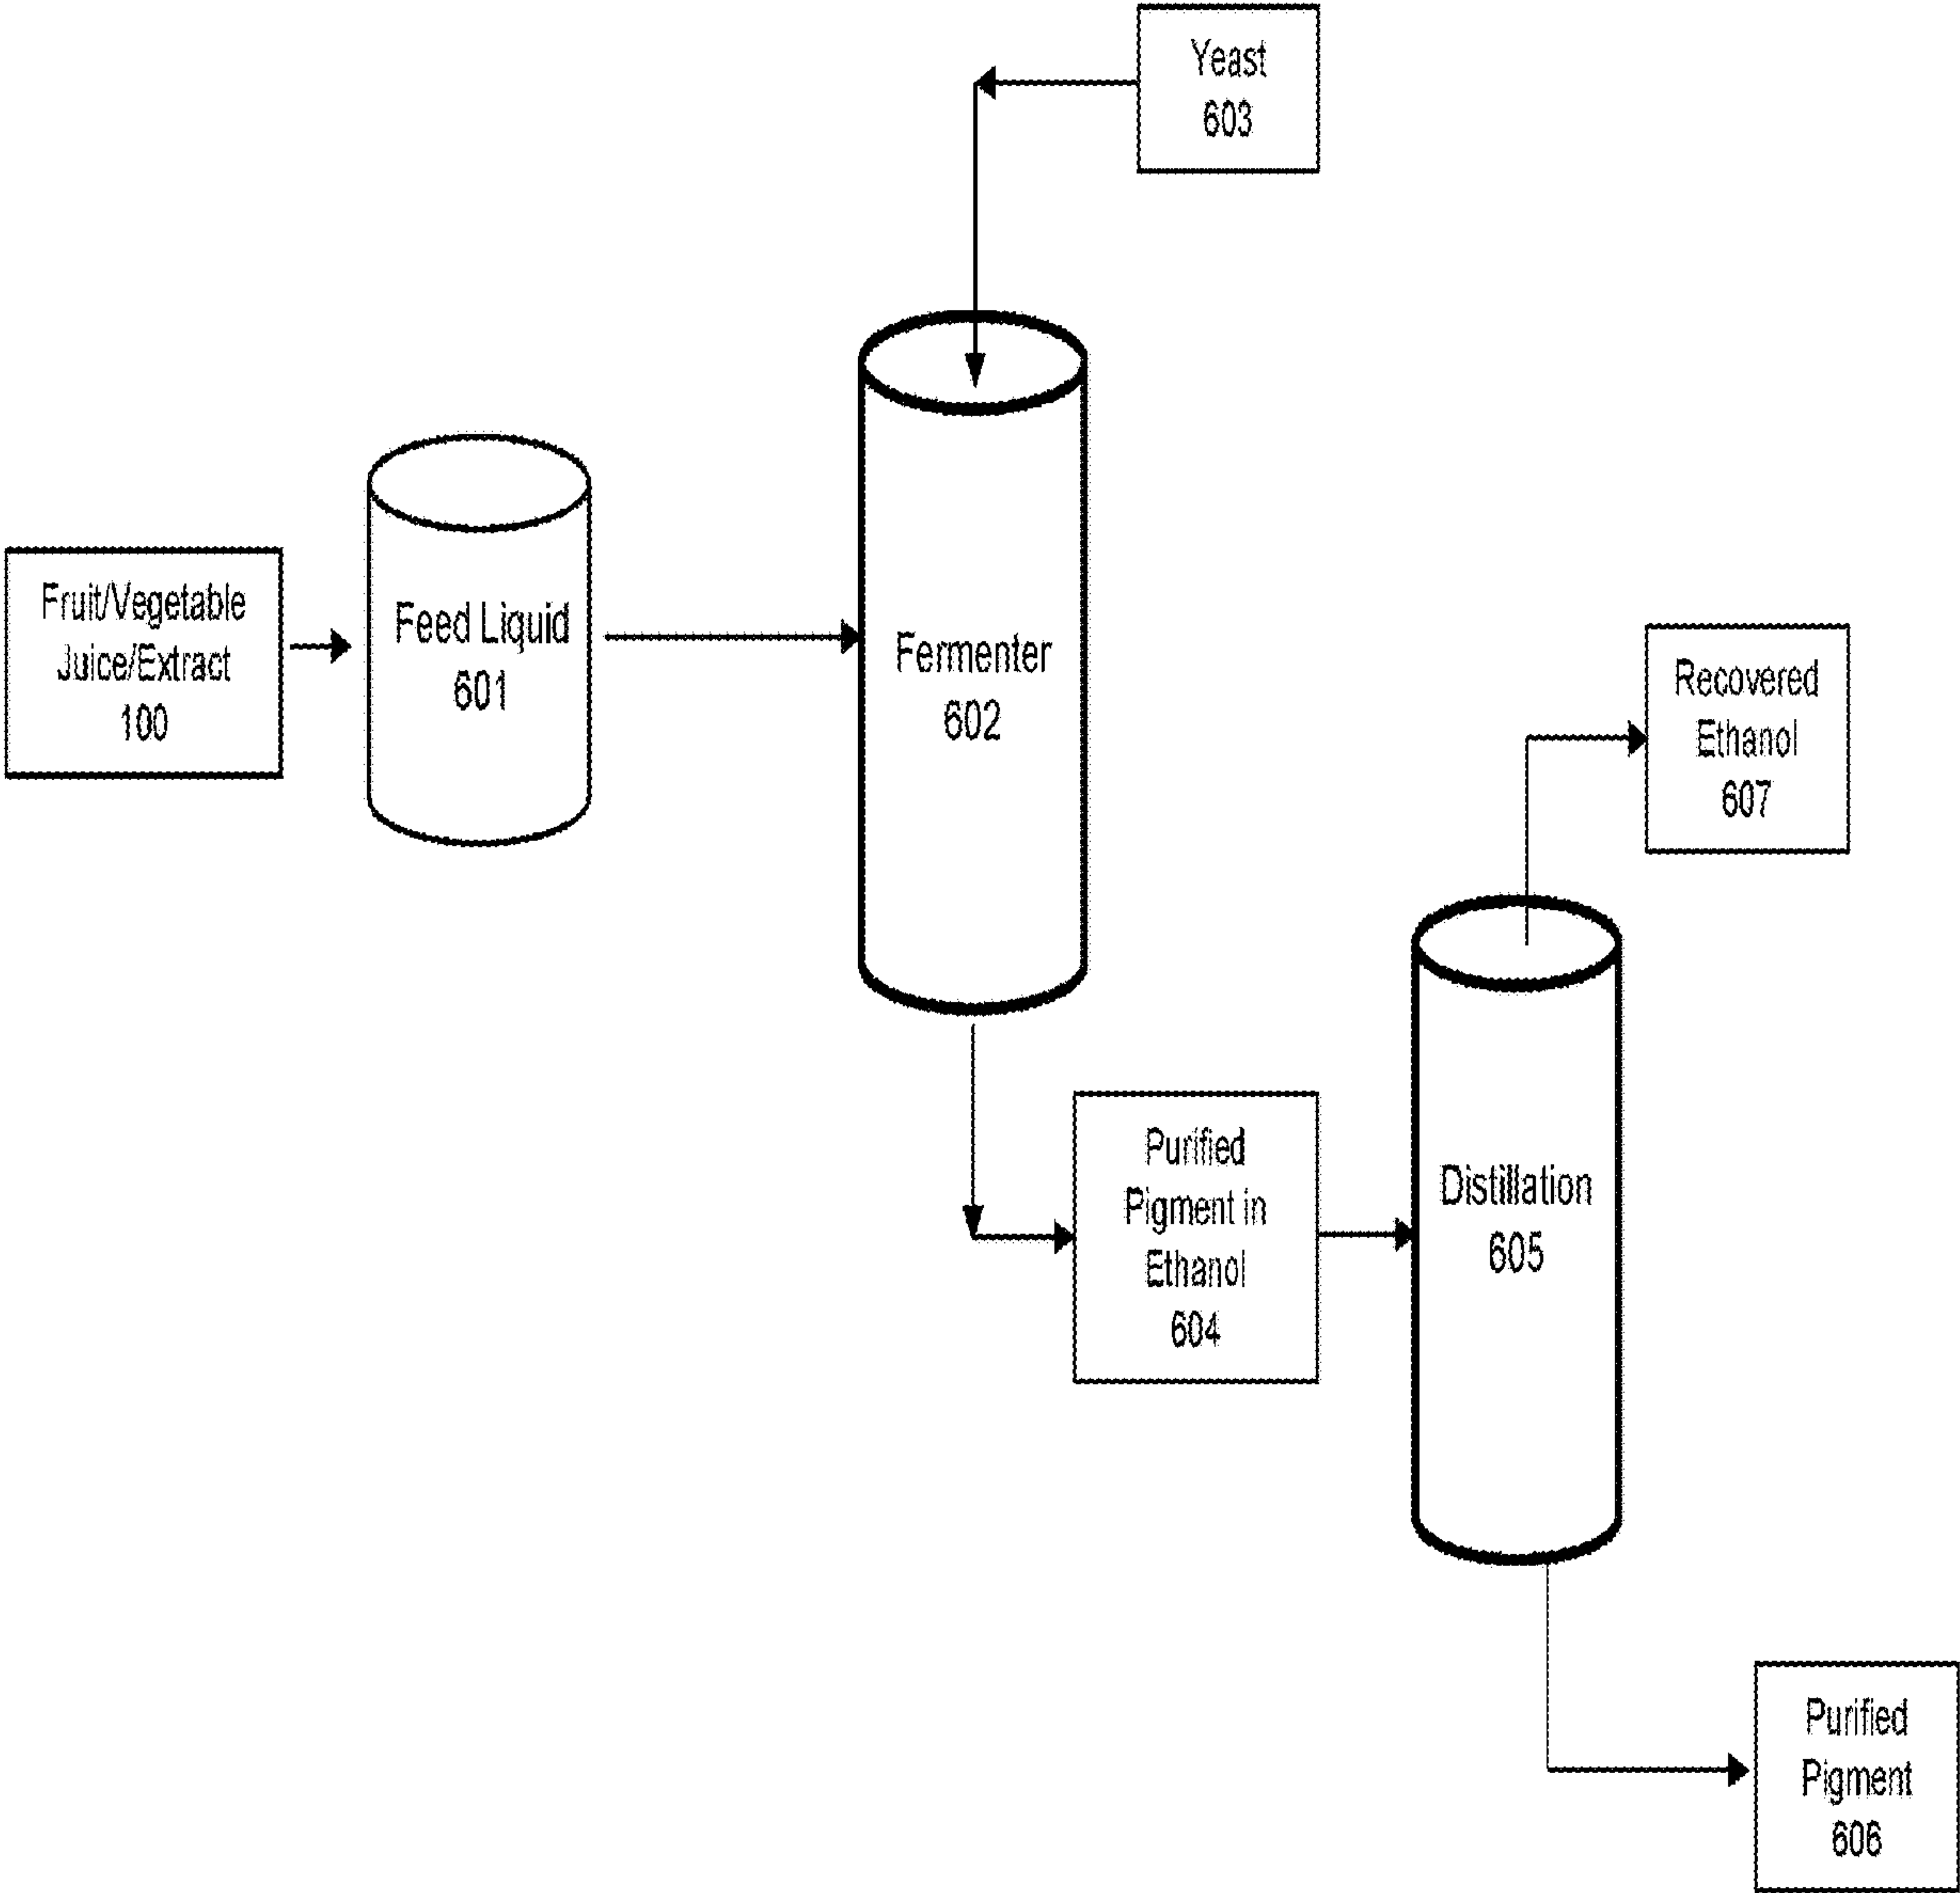 Yeast
603
Fruit/Vegetable
Juice/Extract
100
Feed Liquid
601
Fermenter
602
Recovered
Ethanol
607
Purified
Pigment in
Ethanol
604
Distillation
605
Purified
Pigment
606